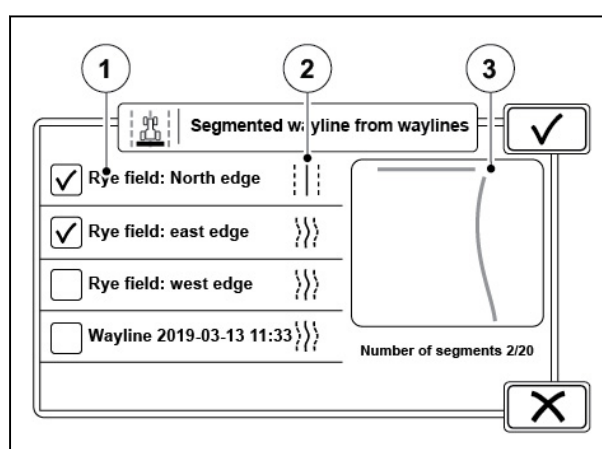 1
2
3
Segmented wayline from waylines
Rye field: North edge
Rye field: east edge
Rye field: west edge
Wayline 2019-03-13 11:33
Number of segments 2/20